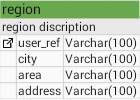 region
region discription
user_ref Varchar(100)
city Varchar(100)
area Varchar(100)
address Varchar(100)